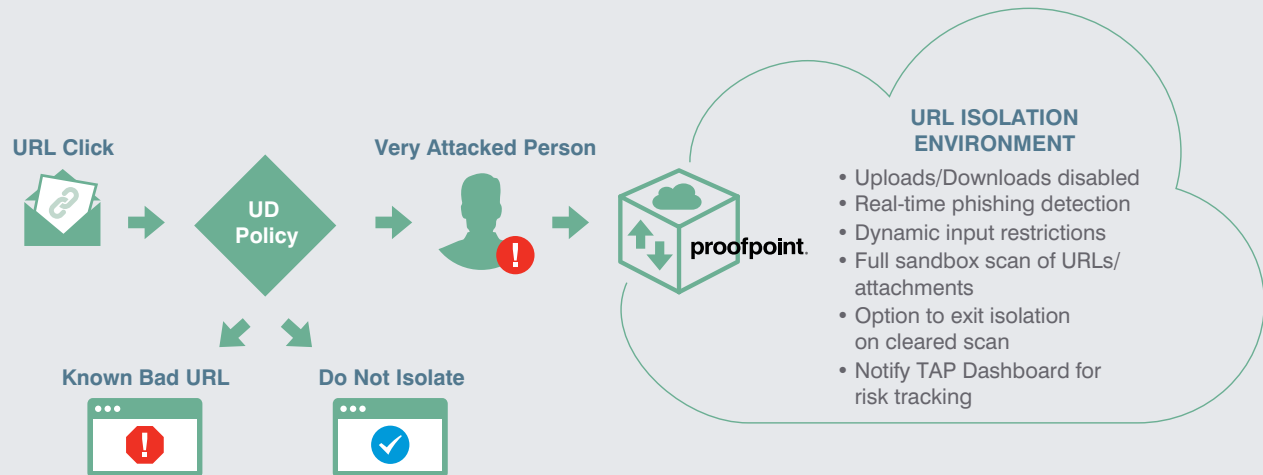 URL Click
UD
Policy
Very Attacked Person
Known Bad URL
Do Not Isolate
proofpoint.
URL ISOLATION
ENVIRONMENT
• Uploads/Downloads disabled
• Real-time phishing detection
• Dynamic input restrictions
• Full sandbox scan of URLs/
attachments
• Option to exit isolation
on cleared scan
• Notify TAP Dashboard for
risk tracking